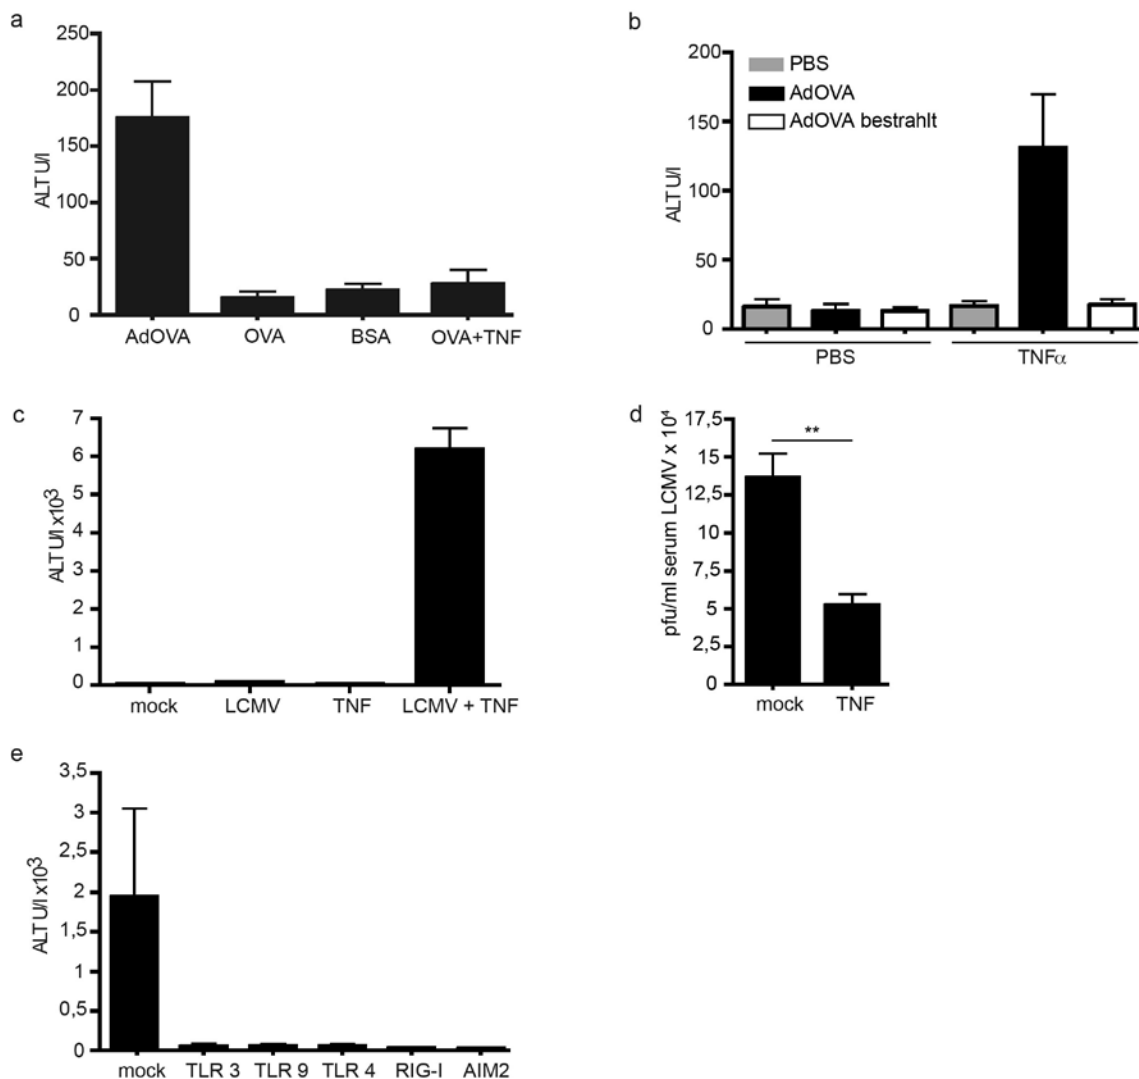 a
250
200
150
100
50
0
ALT U/l
AdOVA OVA BSA OVA+TNF
b
200
150
100
50
0
ALT U/l
PBS
AdOVA
AdOVA bestrahlt
PBS TNFα
c
7
6
5
4
3
2
1
0
ALT U/l x10³
mock LCMV TNF LCMV + TNF
d
17,5
15
12,5
10
7,5
5
2,5
0
pfu/ml serum LCMV x 10⁴
**
mock TNF
e
3,5
3
2,5
2
1,5
1
0,5
0
ALT U/l x10³
mock TLR 3 TLR 9 TLR 4 RIG-I AIM2